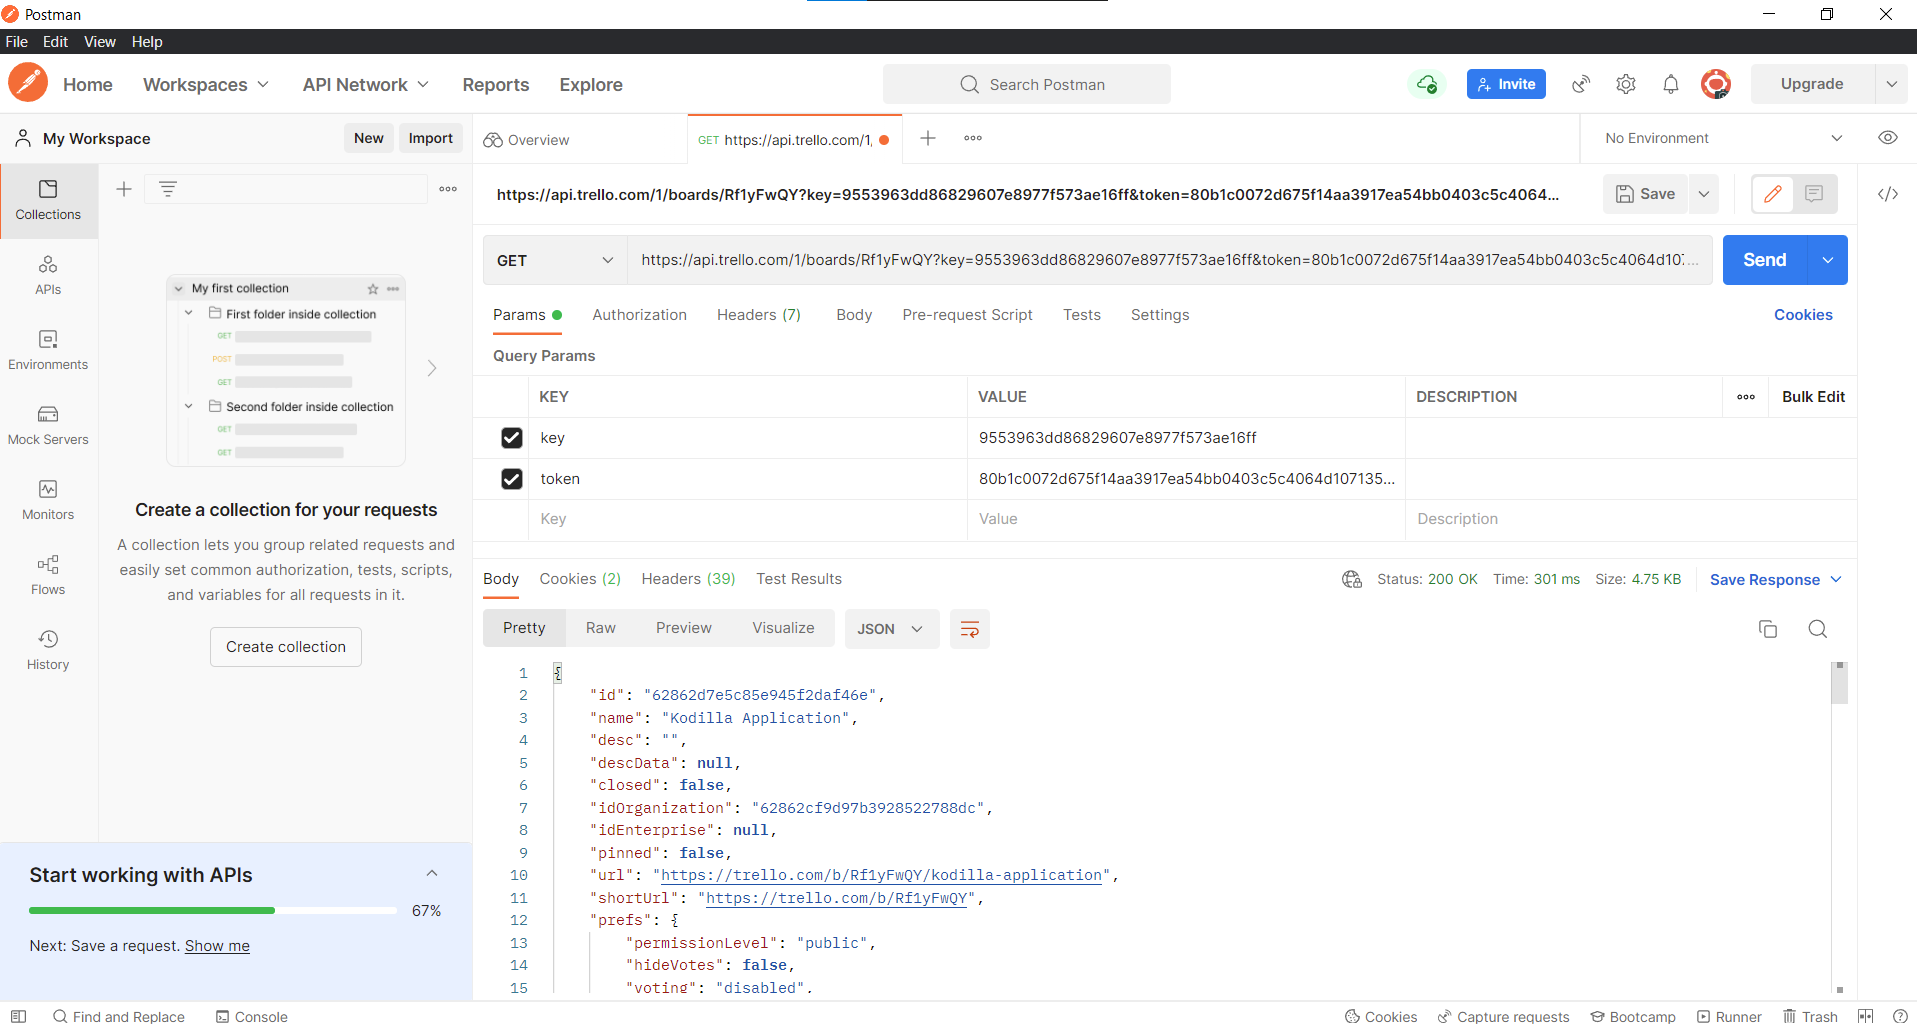 Postman
File Edit View Help
Home Workspaces API Network Reports Explore Search Postman Invite Upgrade
My Workspace New Import Overview GET https://api.trello.com/1, No Environment
Collections
APIs
Environments
Mock Servers
Monitors
Flows
History
My first collection
First folder inside collection
GET
POST
GET
Second folder inside collection
GET
GET
Create a collection for your requests
A collection lets you group related requests and
easily set common authorization, tests, scripts,
and variables for all requests in it.
Create collection
Start working with APIs
67%
Next: Save a request. Show me
https://api.trello.com/1/boards/Rf1yFwQY?key=9553963dd86829607e8977f573ae16ff&token=80b1c0072d675f14aa3917ea54bb0403c5c4064... Save
GET https://api.trello.com/1/boards/Rf1yFwQY?key=9553963dd86829607e8977f573ae16ff&token=80b1c0072d675f14aa3917ea54bb0403c5c4064d107... Send
Params Authorization Headers (7) Body Pre-request Script Tests Settings Cookies
Query Params
KEY VALUE DESCRIPTION Bulk Edit
key 9553963dd86829607e8977f573ae16ff
token 80b1c0072d675f14aa3917ea54bb0403c5c4064d107135...
Key Value Description
Body Cookies (2) Headers (39) Test Results Status: 200 OK Time: 301 ms Size: 4.75 KB Save Response
Pretty Raw Preview Visualize JSON
1 {
2 "id": "62862d7e5c85e945f2daf46e",
3 "name": "Kodilla Application",
4 "desc": "",
5 "descData": null,
6 "closed": false,
7 "idOrganization": "62862cf9d97b3928522788dc",
8 "idEnterprise": null,
9 "pinned": false,
10 "url": "https://trello.com/b/Rf1yFwQY/kodilla-application",
11 "shortUrl": "https://trello.com/b/Rf1yFwQY",
12 "prefs": {
13 "permissionLevel": "public",
14 "hideVotes": false,
15 "voting": "disabled",
Find and Replace Console Cookies Capture requests Bootcamp Runner Trash